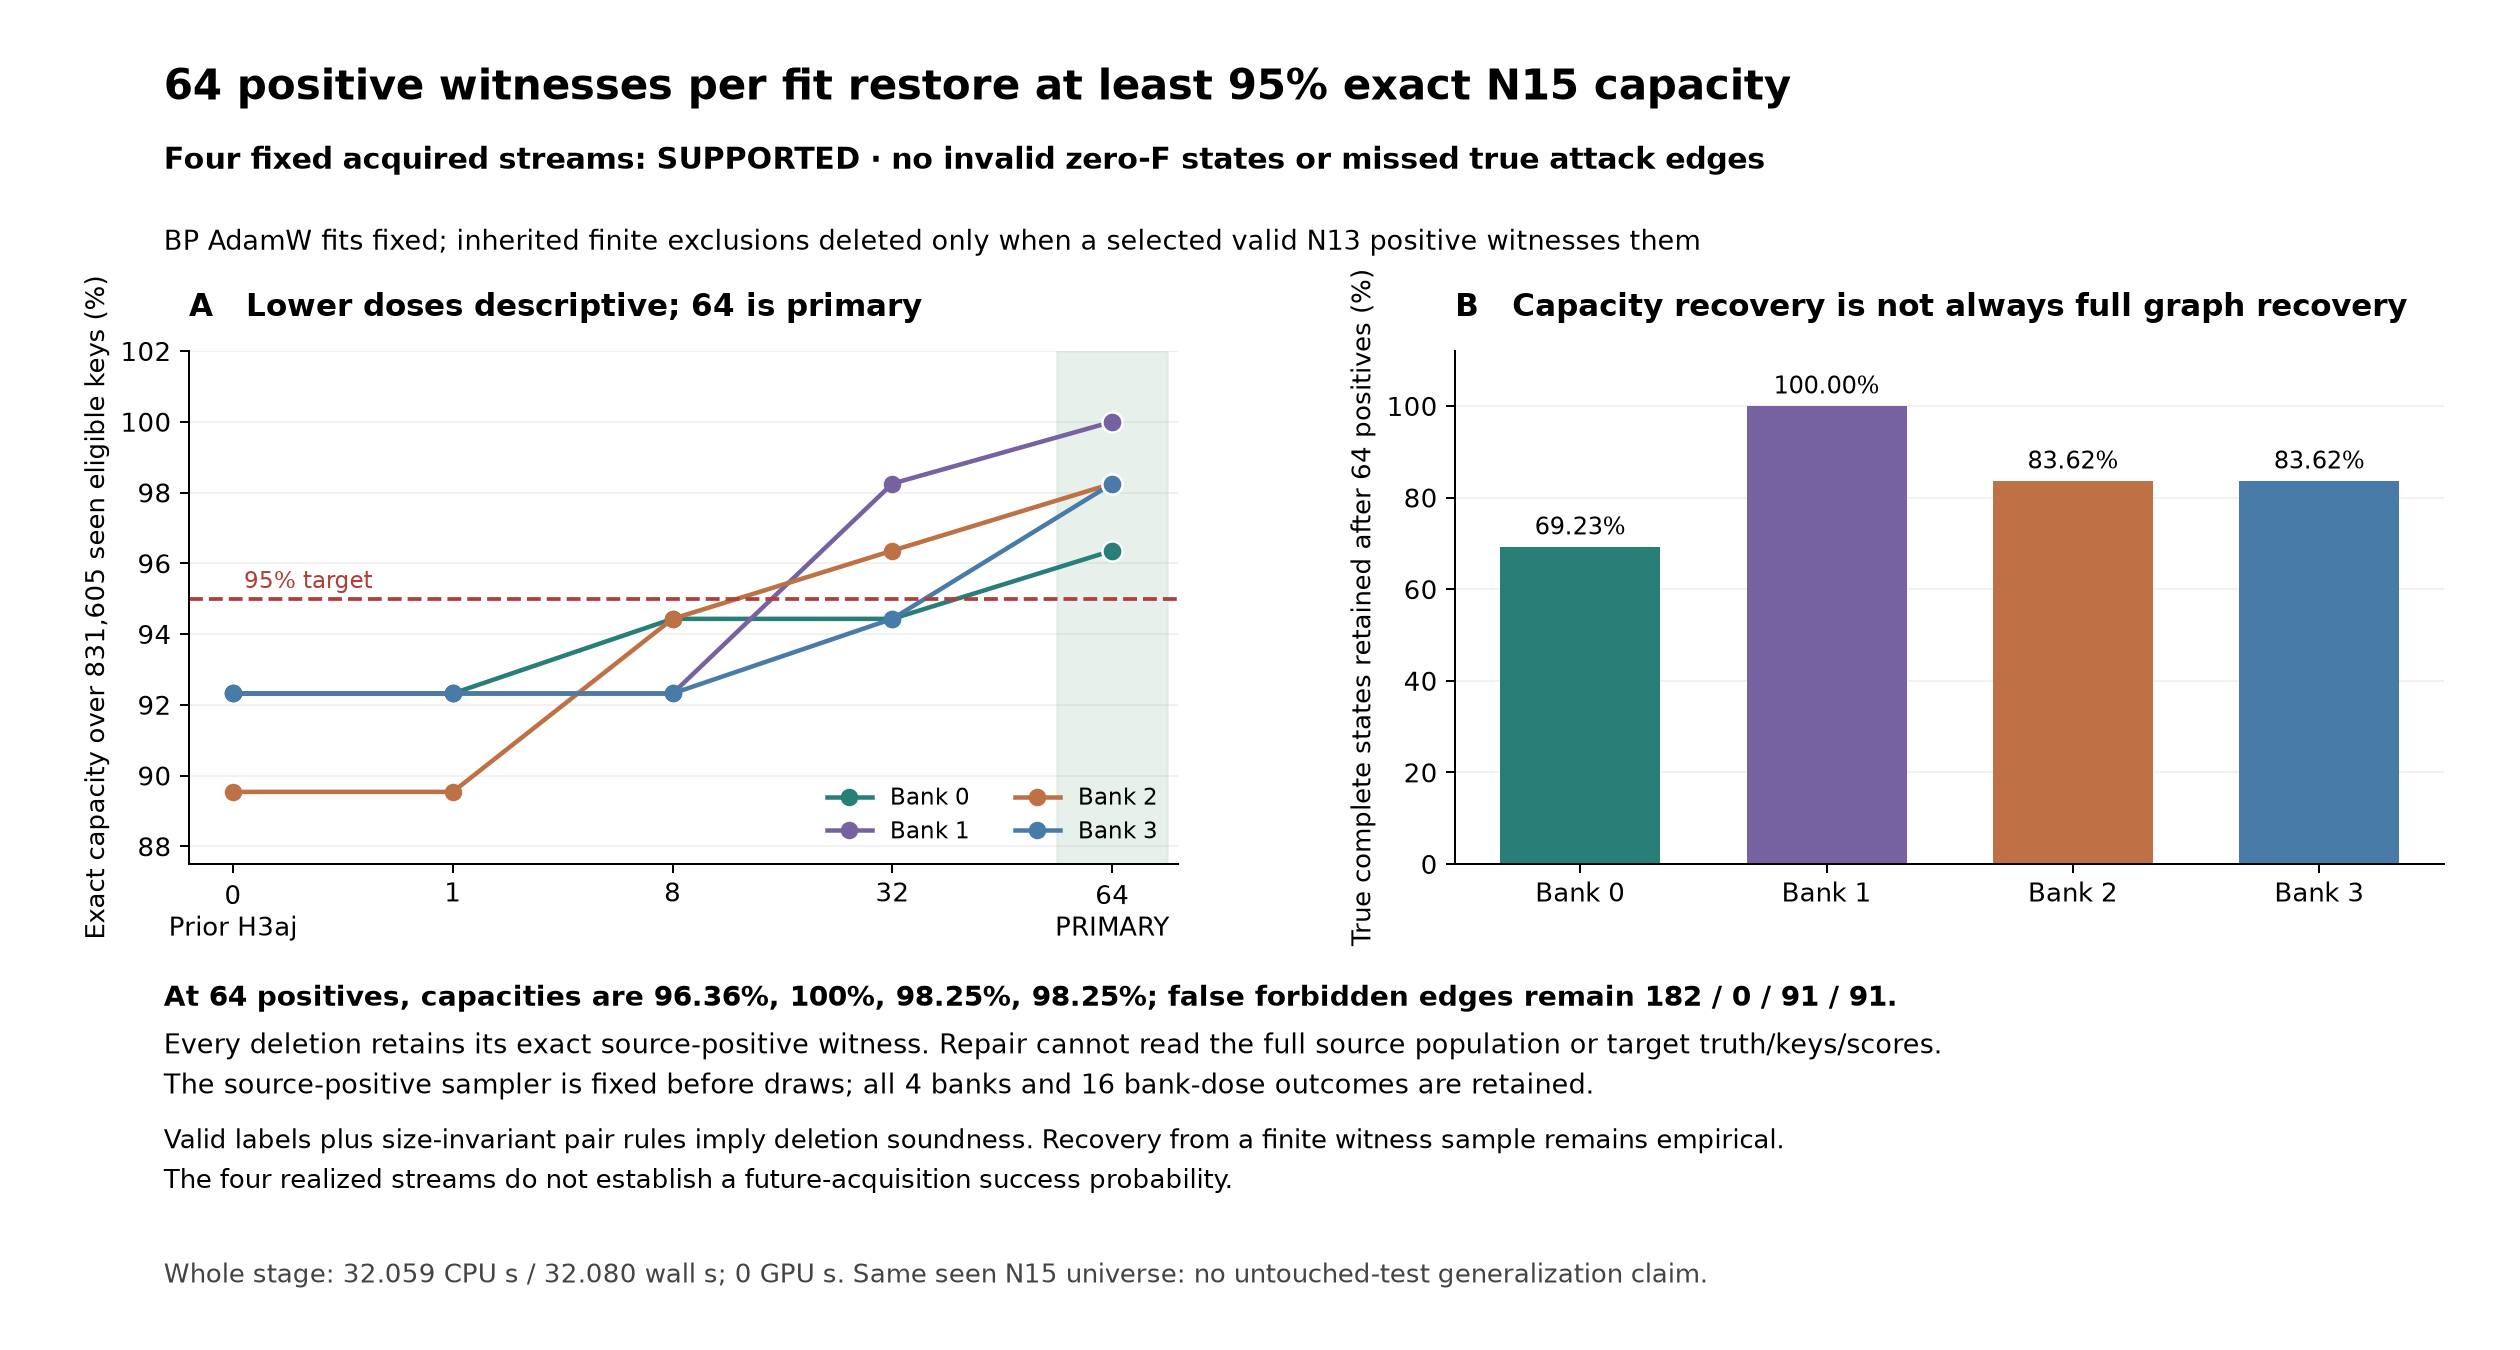 64 positive witnesses per fit restore at least 95% exact N15 capacity
Four fixed acquired streams: SUPPORTED · no invalid zero-F states or missed true attack edges
BP AdamW fits fixed; inherited finite exclusions deleted only when a selected valid N13 positive witnesses them
A Lower doses descriptive; 64 is primary
Exact capacity over 831,605 seen eligible keys (%)
102
100
98
96
94
92
90
88
95% target
Bank 0
Bank 1
Bank 2
Bank 3
0
Prior H3aj
1
8
32
64
PRIMARY
B Capacity recovery is not always full graph recovery
True complete states retained after 64 positives (%)
100
80
60
40
20
0
69.23%
100.00%
83.62%
83.62%
Bank 0
Bank 1
Bank 2
Bank 3
At 64 positives, capacities are 96.36%, 100%, 98.25%, 98.25%; false forbidden edges remain 182 / 0 / 91 / 91.
Every deletion retains its exact source-positive witness. Repair cannot read the full source population or target truth/keys/scores.
The source-positive sampler is fixed before draws; all 4 banks and 16 bank-dose outcomes are retained.
Valid labels plus size-invariant pair rules imply deletion soundness. Recovery from a finite witness sample remains empirical.
The four realized streams do not establish a future-acquisition success probability.
Whole stage: 32.059 CPU s / 32.080 wall s; 0 GPU s. Same seen N15 universe: no untouched-test generalization claim.